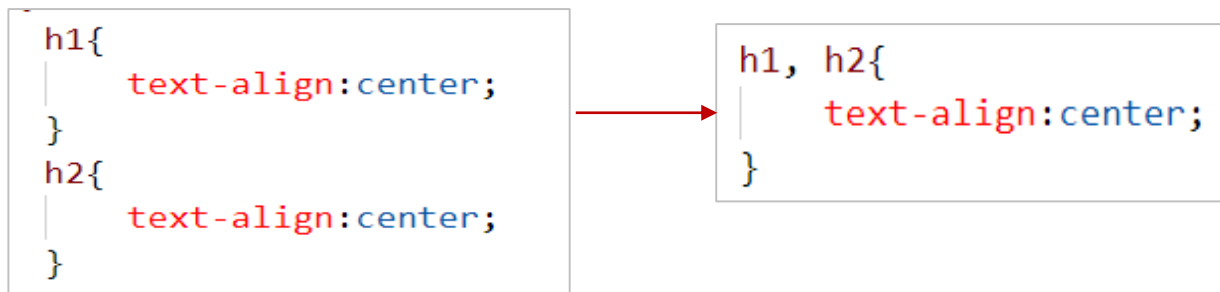 h1{
text-align:center;
}
h2{
text-align:center;
}
h1, h2{
text-align:center;
}